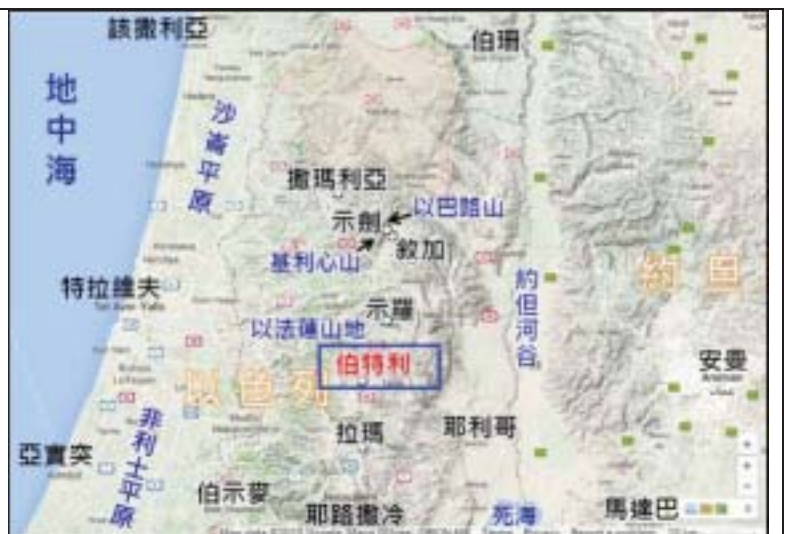 該撒利亞
伯珊
地中海
沙崙平原
撒瑪利亞
示劍
以巴路山
基利心山
敘加
特拉維夫
示羅
約但河谷
約旦
以法蓮山地
伯特利
以色列
安曼
拉瑪
耶利哥
亞實突
非利士平原
伯示麥
耶路撒冷
死海
馬達巴